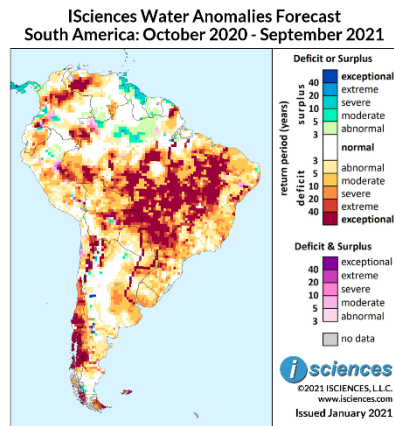 ISciences Water Anomalies Forecast
South America: October 2020 - September 2021
Deficit or Surplus
return period (years)
surplus
deficit
40 exceptional
20 extreme
10 severe
5 moderate
3 abnormal
normal
3 abnormal
5 moderate
10 severe
20 extreme
40 exceptional
Deficit & Surplus
40 exceptional
20 extreme
10 severe
5 moderate
3 abnormal
no data
i sciences
©2021 ISCIENCES, L.L.C.
www.isciences.com
Issued January 2021